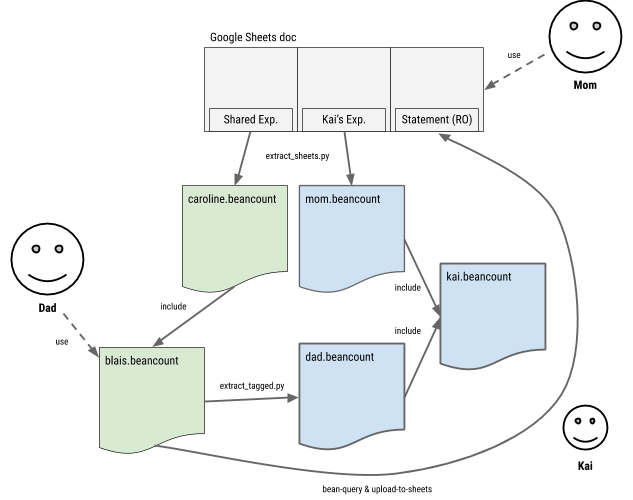 Google Sheets doc
use
Mom
Shared Exp.
Kai's Exp.
Statement (RO)
extract_sheets.py
caroline.beancount
mom.beancount
kai.beancount
include
include
Dad
use
include
blais.beancount
dad.beancount
extract_tagged.py
Kai
bean-query & upload-to-sheets